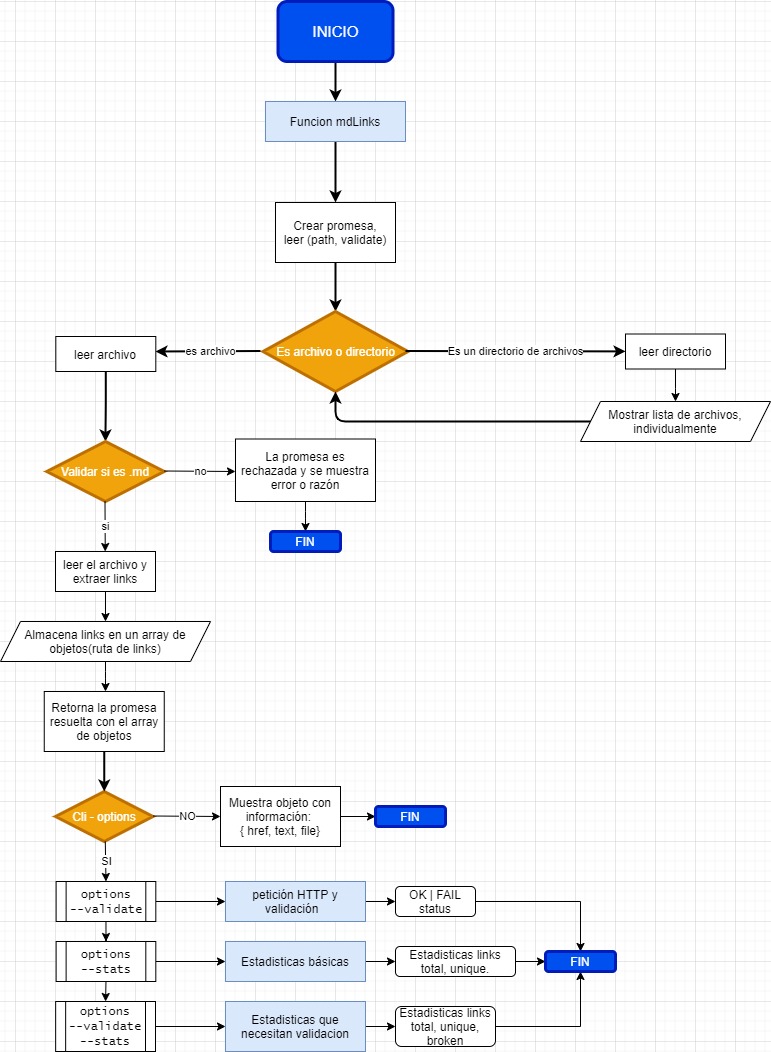 INICIO
Funcion mdLinks
Crear promesa,
leer (path, validate)
Es archivo o directorio
es archivo
leer archivo
Es un directorio de archivos
leer directorio
Mostrar lista de archivos,
individualmente
Validar si es .md
no
La promesa es
rechazada y se muestra
error o razón
FIN
si
leer el archivo y
extraer links
Almacena links en un array de
objetos(ruta de links)
Retorna la promesa
resuelta con el array
de objetos
Cli - options
NO
Muestra objeto con
información:
{ href, text, file}
FIN
SI
options
--validate
petición HTTP y
validación
OK | FAIL
status
options
--stats
Estadisticas básicas
Estadisticas links
total, unique.
FIN
options
--validate
--stats
Estadisticas que
necesitan validacion
Estadisticas links
total, unique,
broken